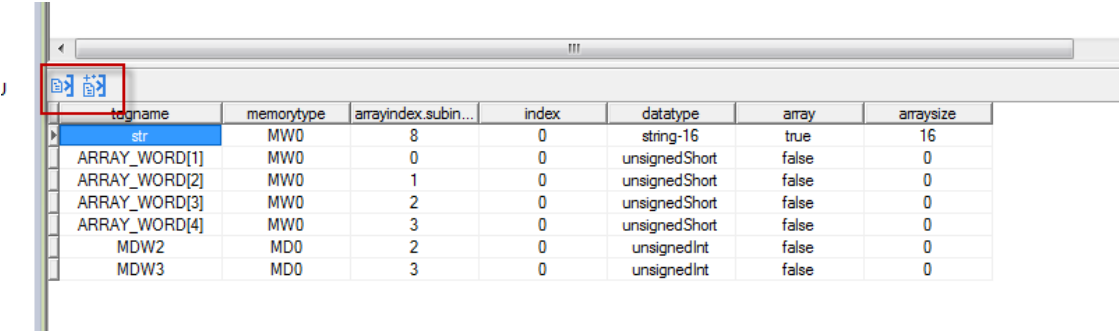 tagname memorytype arrayindex.subin... index datatype array arraysize
str MW0 8 0 string-16 true 16
ARRAY_WORD[1] MW0 0 0 unsignedShort false 0
ARRAY_WORD[2] MW0 1 0 unsignedShort false 0
ARRAY_WORD[3] MW0 2 0 unsignedShort false 0
ARRAY_WORD[4] MW0 3 0 unsignedShort false 0
MDW2 MD0 2 0 unsignedInt false 0
MDW3 MD0 3 0 unsignedInt false 0